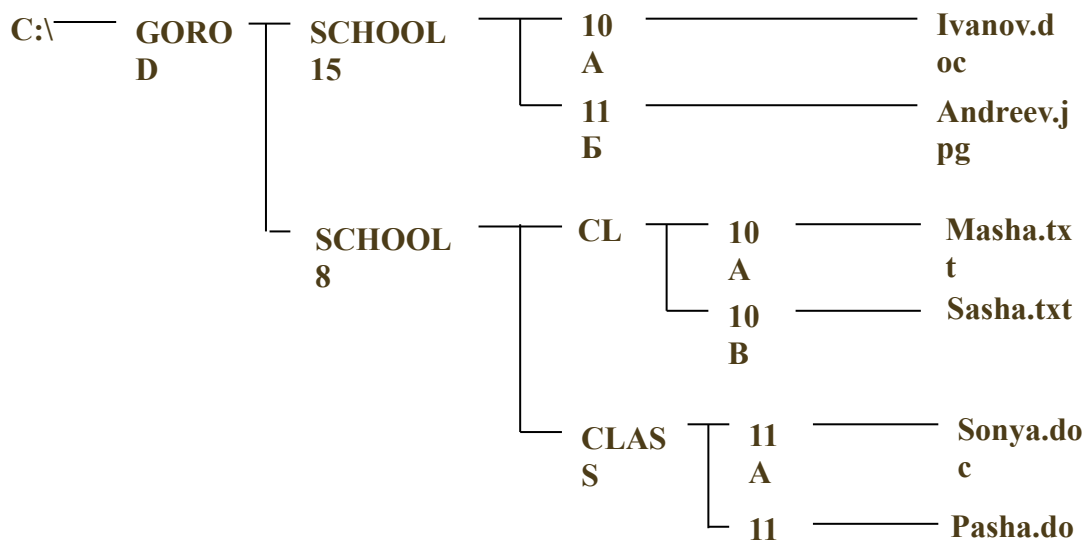 C:\
GORO
D
SCHOOL
15
10
А
Ivanov.d
oc
11
Б
Andreev.j
pg
SCHOOL
8
CL
10
А
Masha.tx
t
10
В
Sasha.txt
CLAS
S
11
А
Sonya.do
c
11
Pasha.do